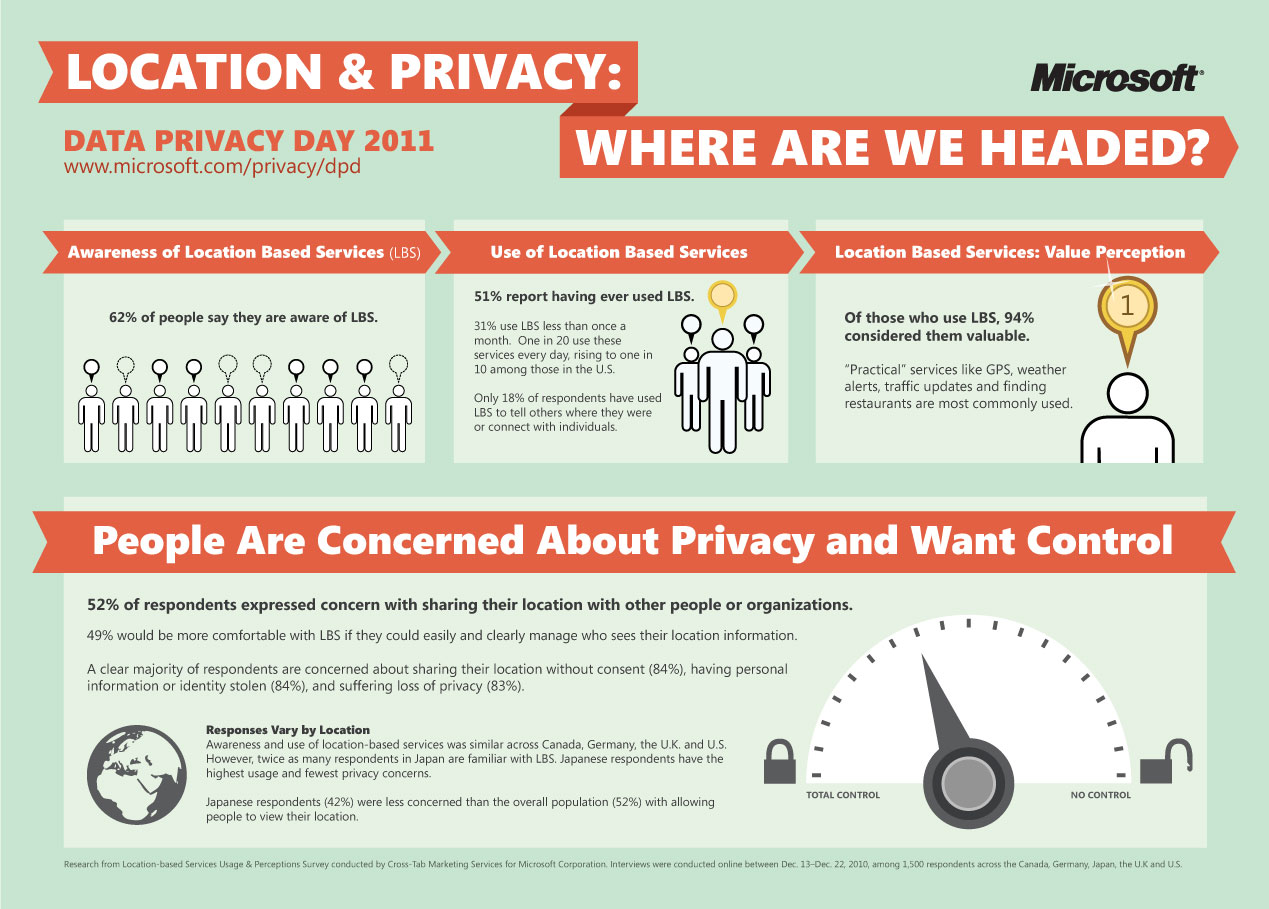 LOCATION & PRIVACY:
Microsoft®
DATA PRIVACY DAY 2011
www.microsoft.com/privacy/dpd
WHERE ARE WE HEADED?
Awareness of Location Based Services (LBS)
62% of people say they are aware of LBS.
Use of Location Based Services
51% report having ever used LBS.
31% use LBS less than once a
month. One in 20 use these
services every day, rising to one in
10 among those in the U.S.
Only 18% of respondents have used
LBS to tell others where they were
or connect with individuals.
Location Based Services: Value Perception
Of those who use LBS, 94%
considered them valuable.
"Practical" services like GPS, weather
alerts, traffic updates and finding
restaurants are most commonly used.
1
People Are Concerned About Privacy and Want Control
52% of respondents expressed concern with sharing their location with other people or organizations.
49% would be more comfortable with LBS if they could easily and clearly manage who sees their location information.
A clear majority of respondents are concerned about sharing their location without consent (84%), having personal
information or identity stolen (84%), and suffering loss of privacy (83%).
Responses Vary by Location
Awareness and use of location-based services was similar across Canada, Germany, the U.K. and U.S.
However, twice as many respondents in Japan are familiar with LBS. Japanese respondents have the
highest usage and fewest privacy concerns.
Japanese respondents (42%) were less concerned than the overall population (52%) with allowing
people to view their location.
TOTAL CONTROL
NO CONTROL
Research from Location-based Services Usage & Perceptions Survey conducted by Cross-Tab Marketing Services for Microsoft Corporation. Interviews were conducted online between Dec. 13–Dec. 22, 2010, among 1,500 respondents across the Canada, Germany, Japan, the U.K and U.S.